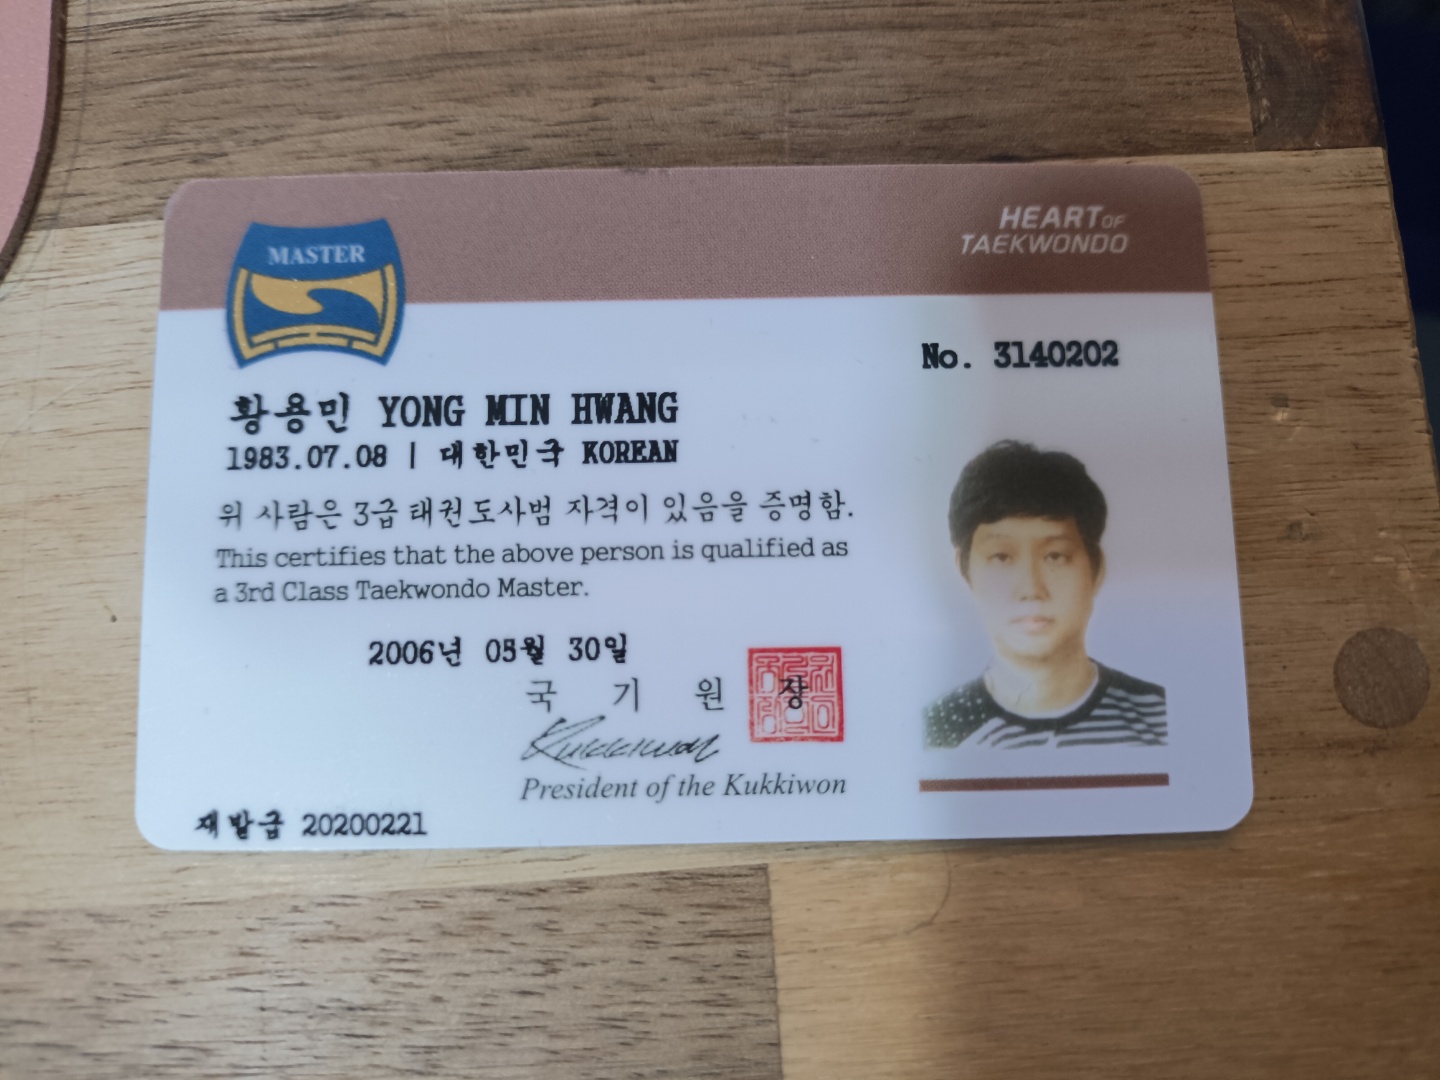 MASTER
HEART OF
TAEKWONDO
No. 3140202
황용민 YONG MIN HWANG
1983.07.08 | 대한민국 KOREAN
위 사람은 3급 태권도사범 자격이 있음을 증명함.
This certifies that the above person is qualified as
a 3rd Class Taekwondo Master.
2006년 05월 30일
국 기 원 장
Kukkiwon
President of the Kukkiwon
재발급 20200221